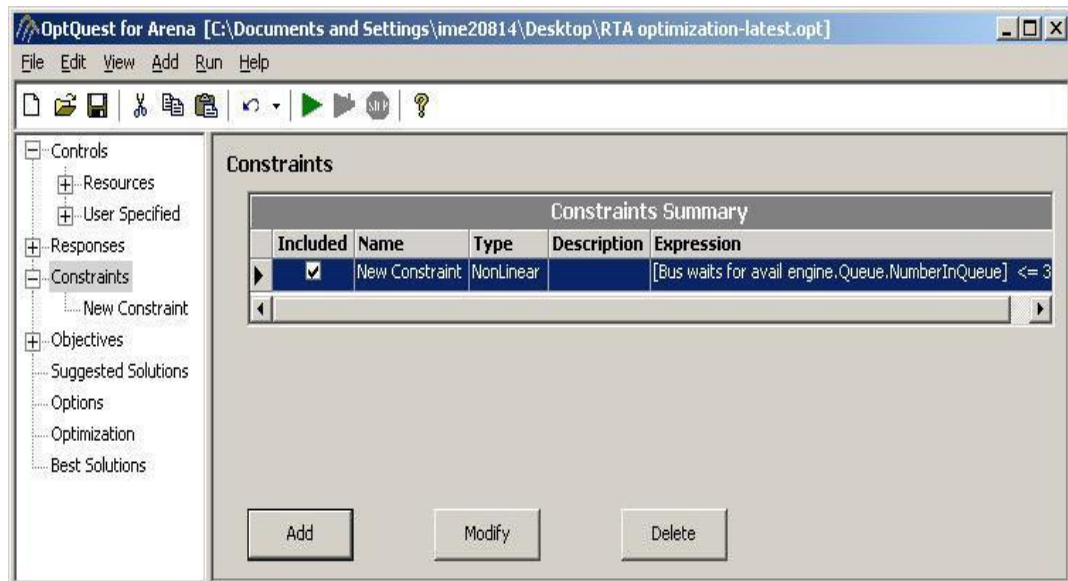 OptQuest for Arena [C:\Documents and Settings\ime20814\Desktop\RTA optimization-latest.opt]
File Edit View Add Run Help
STOP
Controls
Resources
User Specified
Responses
Constraints
New Constraint
Objectives
Suggested Solutions
Options
Optimization
Best Solutions
Constraints
Constraints Summary
Included Name Type Description Expression
New Constraint NonLinear [Bus waits for avail engine.Queue.NumberInQueue] <= 3
Add Modify Delete